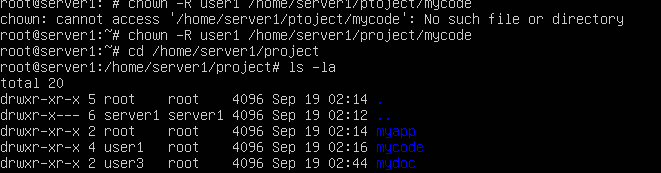 root@server1: # chown -R user1 /home/server1/ptoject/mycode
chown: cannot access '/home/server1/ptoject/mycode': No such file or directory
root@server1:~# chown -R user1 /home/server1/project/mycode
root@server1:~# cd /home/server1/project
root@server1:/home/server1/project# ls -la
total 20
drwxr-xr-x 5 root    root    4096 Sep 19 02:14 .
drwxr-x--- 6 server1 server1 4096 Sep 19 02:12 ..
drwxr-xr-x 2 root    root    4096 Sep 19 02:14 myapp
drwxr-xr-x 4 user1   root    4096 Sep 19 02:16 mycode
drwxr-xr-x 2 user3   root    4096 Sep 19 02:44 mydoc